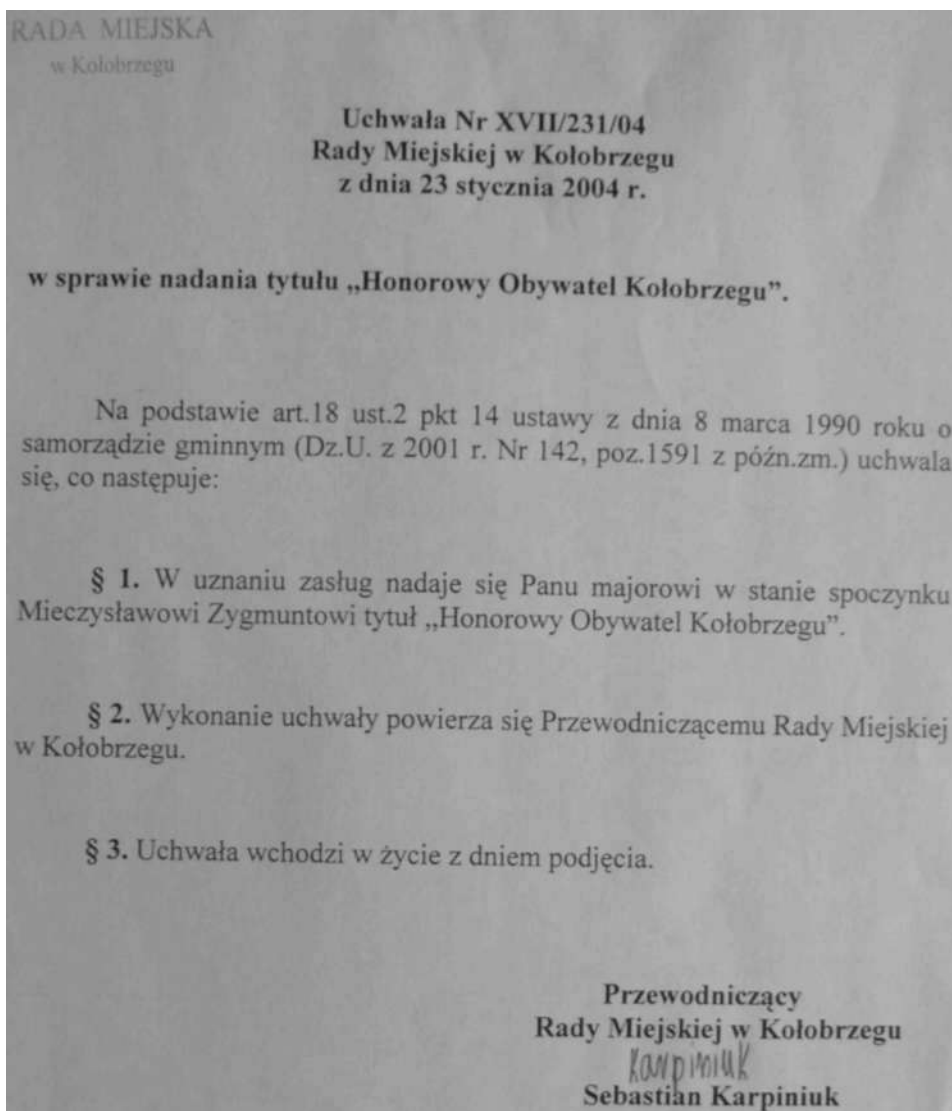 RADA MIEJSKA
w Kołobrzegu
Uchwała Nr XVII/231/04
Rady Miejskiej w Kołobrzegu
z dnia 23 stycznia 2004 r.
w sprawie nadania tytułu „Honorowy Obywatel Kołobrzegu”.
Na podstawie art.18 ust.2 pkt 14 ustawy z dnia 8 marca 1990 roku o
samorządzie gminnym (Dz.U. z 2001 r. Nr 142, poz.1591 z późn.zm.) uchwala
się, co następuje:
§ 1. W uznaniu zasług nadaje się Panu majorowi w stanie spoczynku
Mieczysławowi Zygmuntowi tytuł „Honorowy Obywatel Kołobrzegu”.
§ 2. Wykonanie uchwały powierza się Przewodniczącemu Rady Miejskiej
w Kołobrzegu.
§ 3. Uchwała wchodzi w życie z dniem podjęcia.
Przewodniczący
Rady Miejskiej w Kołobrzegu
Karpiniuk
Sebastian Karpiniuk